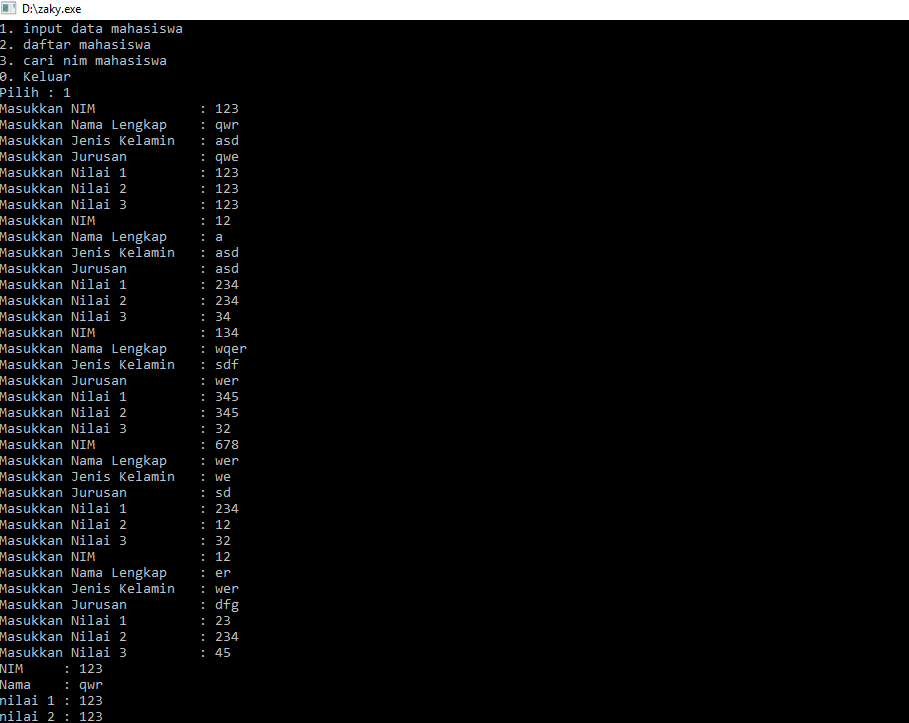 D:\zaky.exe
1. input data mahasiswa
2. daftar mahasiswa
3. cari nim mahasiswa
0. Keluar
Pilih : 1
Masukkan NIM : 123
Masukkan Nama Lengkap : qwr
Masukkan Jenis Kelamin : asd
Masukkan Jurusan : qwe
Masukkan Nilai 1 : 123
Masukkan Nilai 2 : 123
Masukkan Nilai 3 : 123
Masukkan NIM : 12
Masukkan Nama Lengkap : a
Masukkan Jenis Kelamin : asd
Masukkan Jurusan : asd
Masukkan Nilai 1 : 234
Masukkan Nilai 2 : 234
Masukkan Nilai 3 : 34
Masukkan NIM : 134
Masukkan Nama Lengkap : wqer
Masukkan Jenis Kelamin : sdf
Masukkan Jurusan : wer
Masukkan Nilai 1 : 345
Masukkan Nilai 2 : 345
Masukkan Nilai 3 : 32
Masukkan NIM : 678
Masukkan Nama Lengkap : wer
Masukkan Jenis Kelamin : we
Masukkan Jurusan : sd
Masukkan Nilai 1 : 234
Masukkan Nilai 2 : 12
Masukkan Nilai 3 : 32
Masukkan NIM : 12
Masukkan Nama Lengkap : er
Masukkan Jenis Kelamin : wer
Masukkan Jurusan : dfg
Masukkan Nilai 1 : 23
Masukkan Nilai 2 : 234
Masukkan Nilai 3 : 45
NIM : 123
Nama : qwr
nilai 1 : 123
nilai 2 : 123